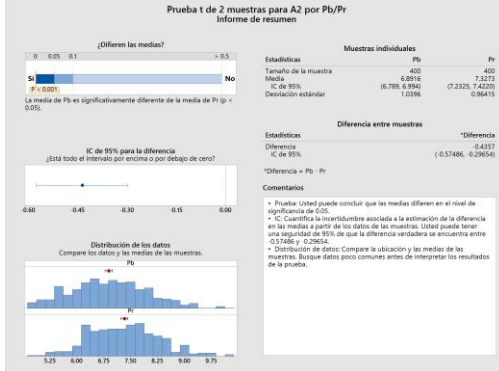 Prueba t de 2 muestras para A2 por Pb/Pr
Informe de resumen
¿Difieren las medias?
0 0.05 0.1 > 0.5
Sí No
P < 0.001
La media de Pb es significativamente diferente de la media de Pr (p <
0.05).
IC de 95% para la diferencia
¿Está todo el intervalo por encima o por debajo de cero?
-0.60 -0.45 -0.30 -0.15 0.00
Distribución de los datos
Compare los datos y las medias de las muestras.
Pb
Pr
5.25 6.00 6.75 7.50 8.25 9.00 9.75
Muestras individuales
Estadísticas Pb Pr
Tamaño de la muestra 400 400
Media 6.8916 7.3273
IC de 95% (6.789, 6.994) (7.2325, 7.4220)
Desviación estándar 1.0396 0.96415
Diferencia entre muestras
Estadísticas *Diferencia
Diferencia -0.4357
IC de 95% (-0.57486, -0.29654)
*Diferencia = Pb - Pr
Comentarios
• Prueba: Usted puede concluir que las medias difieren en el nivel de
significancia de 0.05.
• IC: Cuantifica la incertidumbre asociada a la estimación de la diferencia
en las medias a partir de los datos de las muestras. Usted puede tener
una seguridad de 95% de que la diferencia verdadera se encuentra entre
-0.57486 y -0.29654.
• Distribución de datos: Compare la ubicación y las medias de las
muestras. Busque datos poco comunes antes de interpretar los resultados
de la prueba.